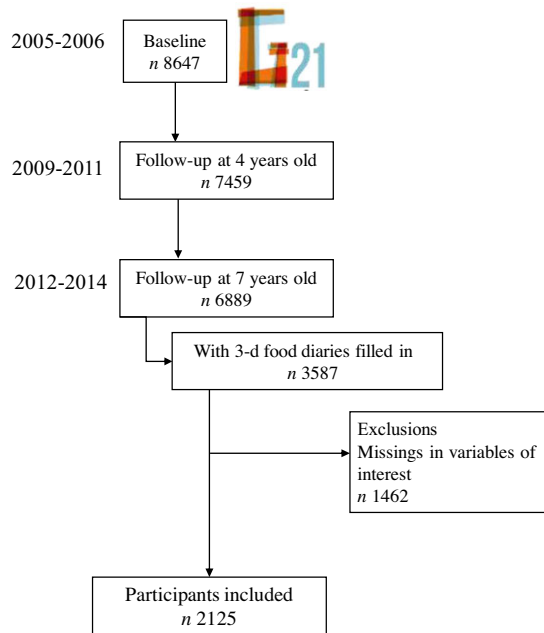 2005-2006
Baseline
n 8647
G21
2009-2011
Follow-up at 4 years old
n 7459
2012-2014
Follow-up at 7 years old
n 6889
With 3-d food diaries filled in
n 3587
Exclusions
Missings in variables of
interest
n 1462
Participants included
n 2125